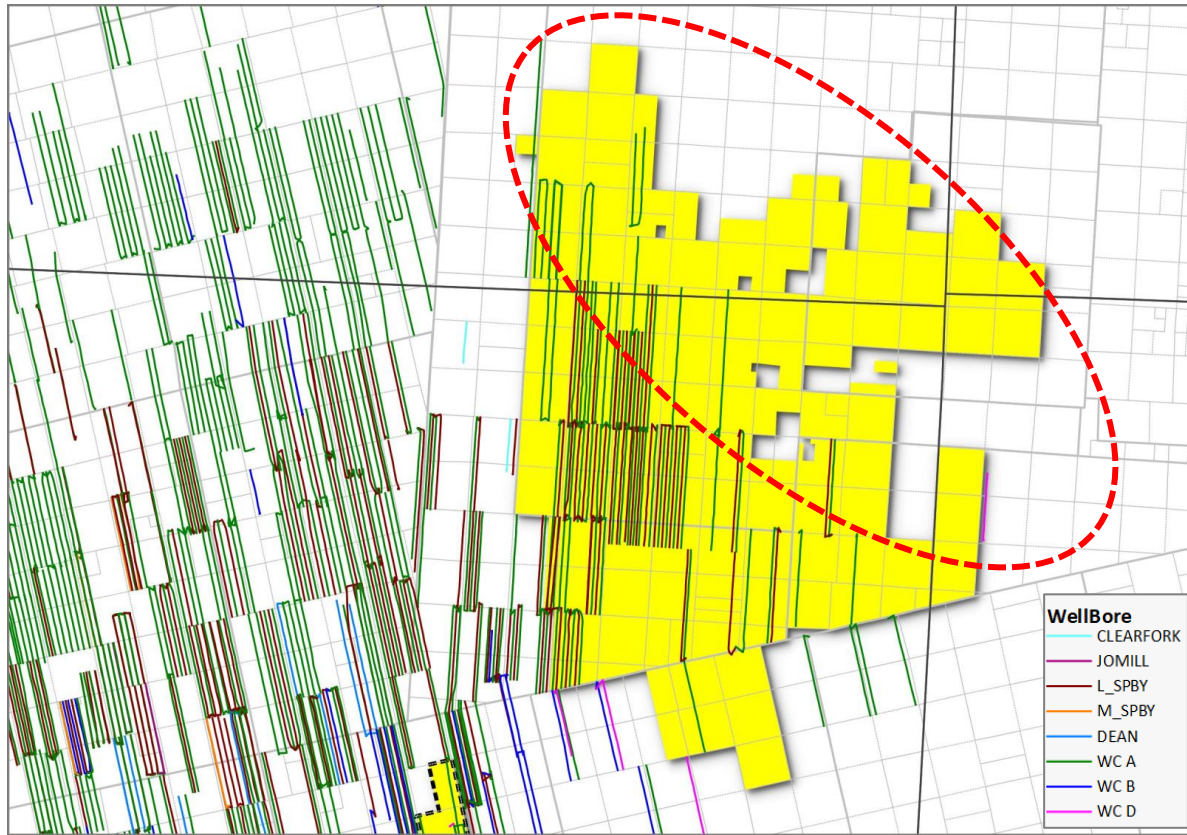 WellBore
CLEARFORK
JOMILL
L_SPBY
M_SPBY
DEAN
WC A
WC B
WC D